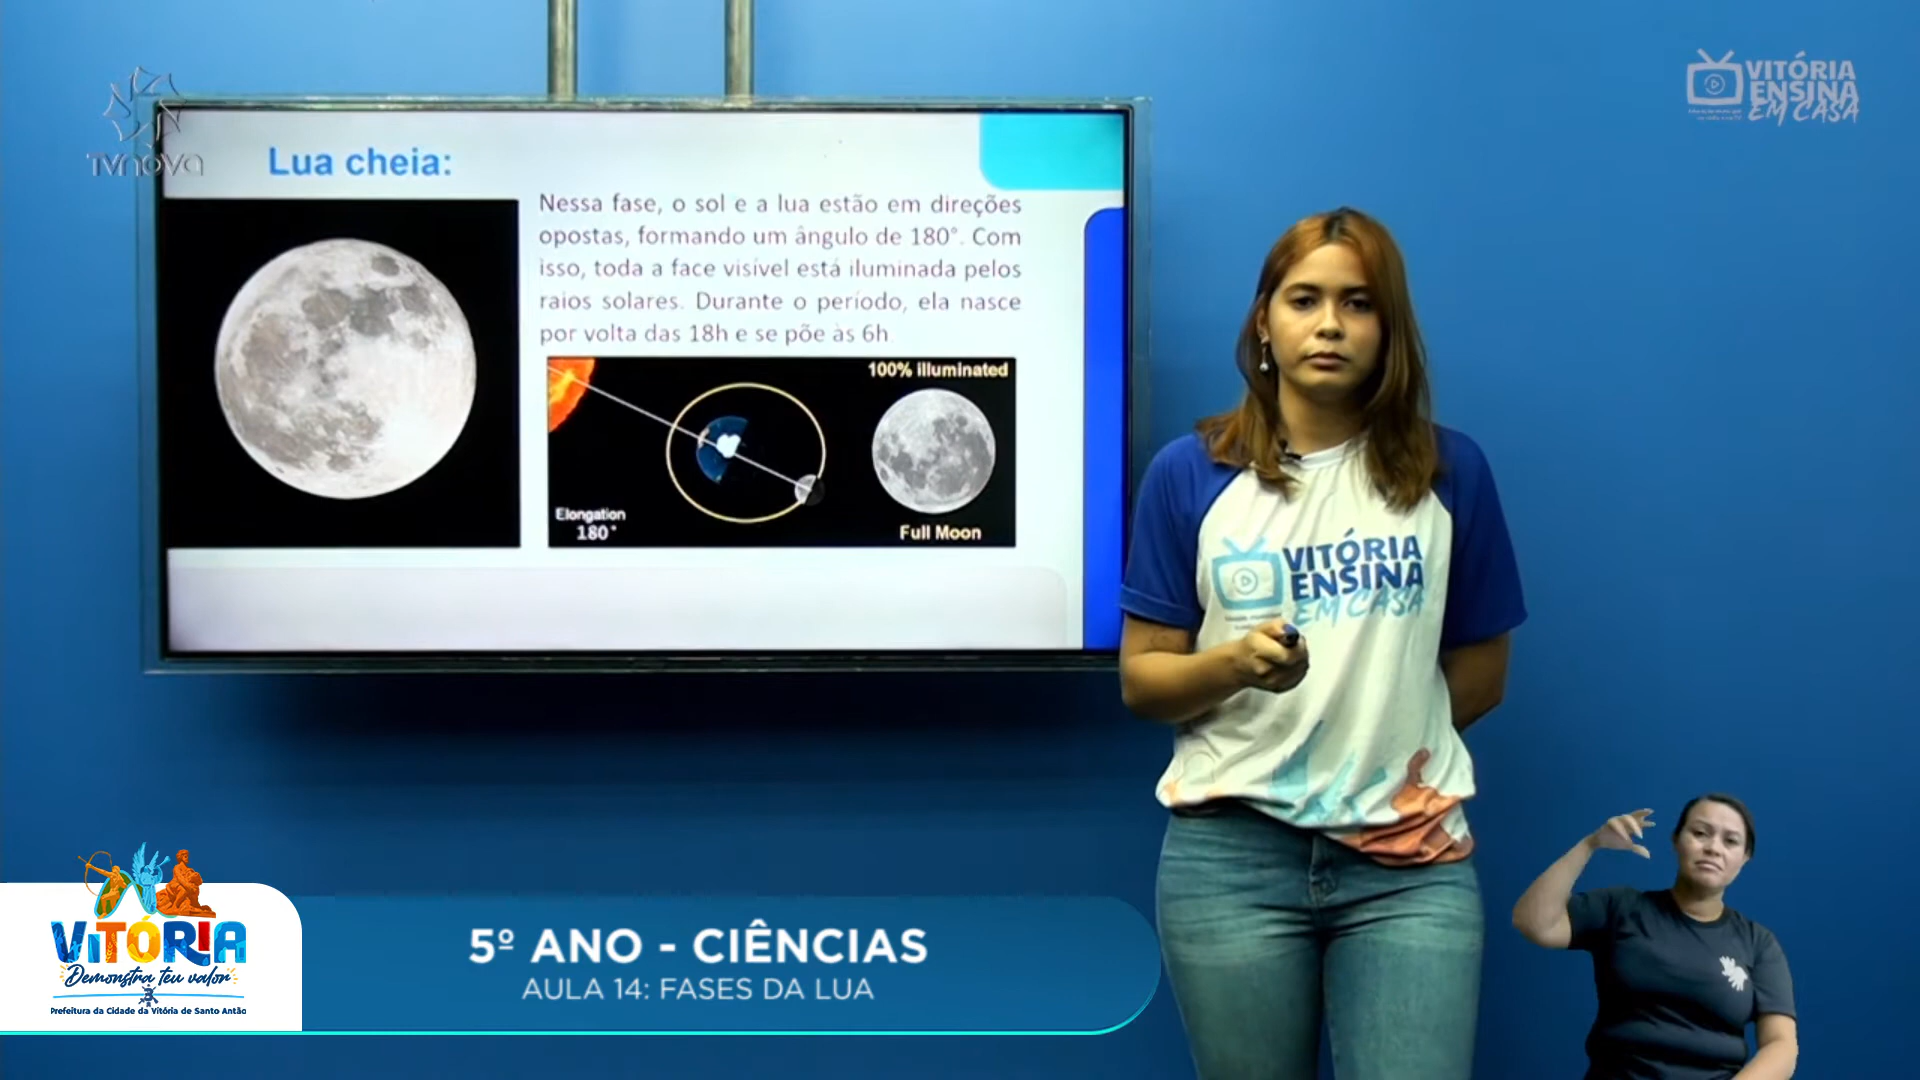 TVNOVA
VITÓRIA
ENSINA
EM CASA
Lua cheia:
Nessa fase, o sol e a lua estão em direções
opostas, formando um ângulo de 180°. Com
isso, toda a face visível está iluminada pelos
raios solares. Durante o período, ela nasce
por volta das 18h e se põe às 6h.
100% illuminated
Elongation
180°
Full Moon
VITÓRIA
ENSINA
EM CASA
VITÓRIA
Demonstra teu valor
Prefeitura da Cidade da Vitória de Santo Antão
5º ANO - CIÊNCIAS
AULA 14: FASES DA LUA